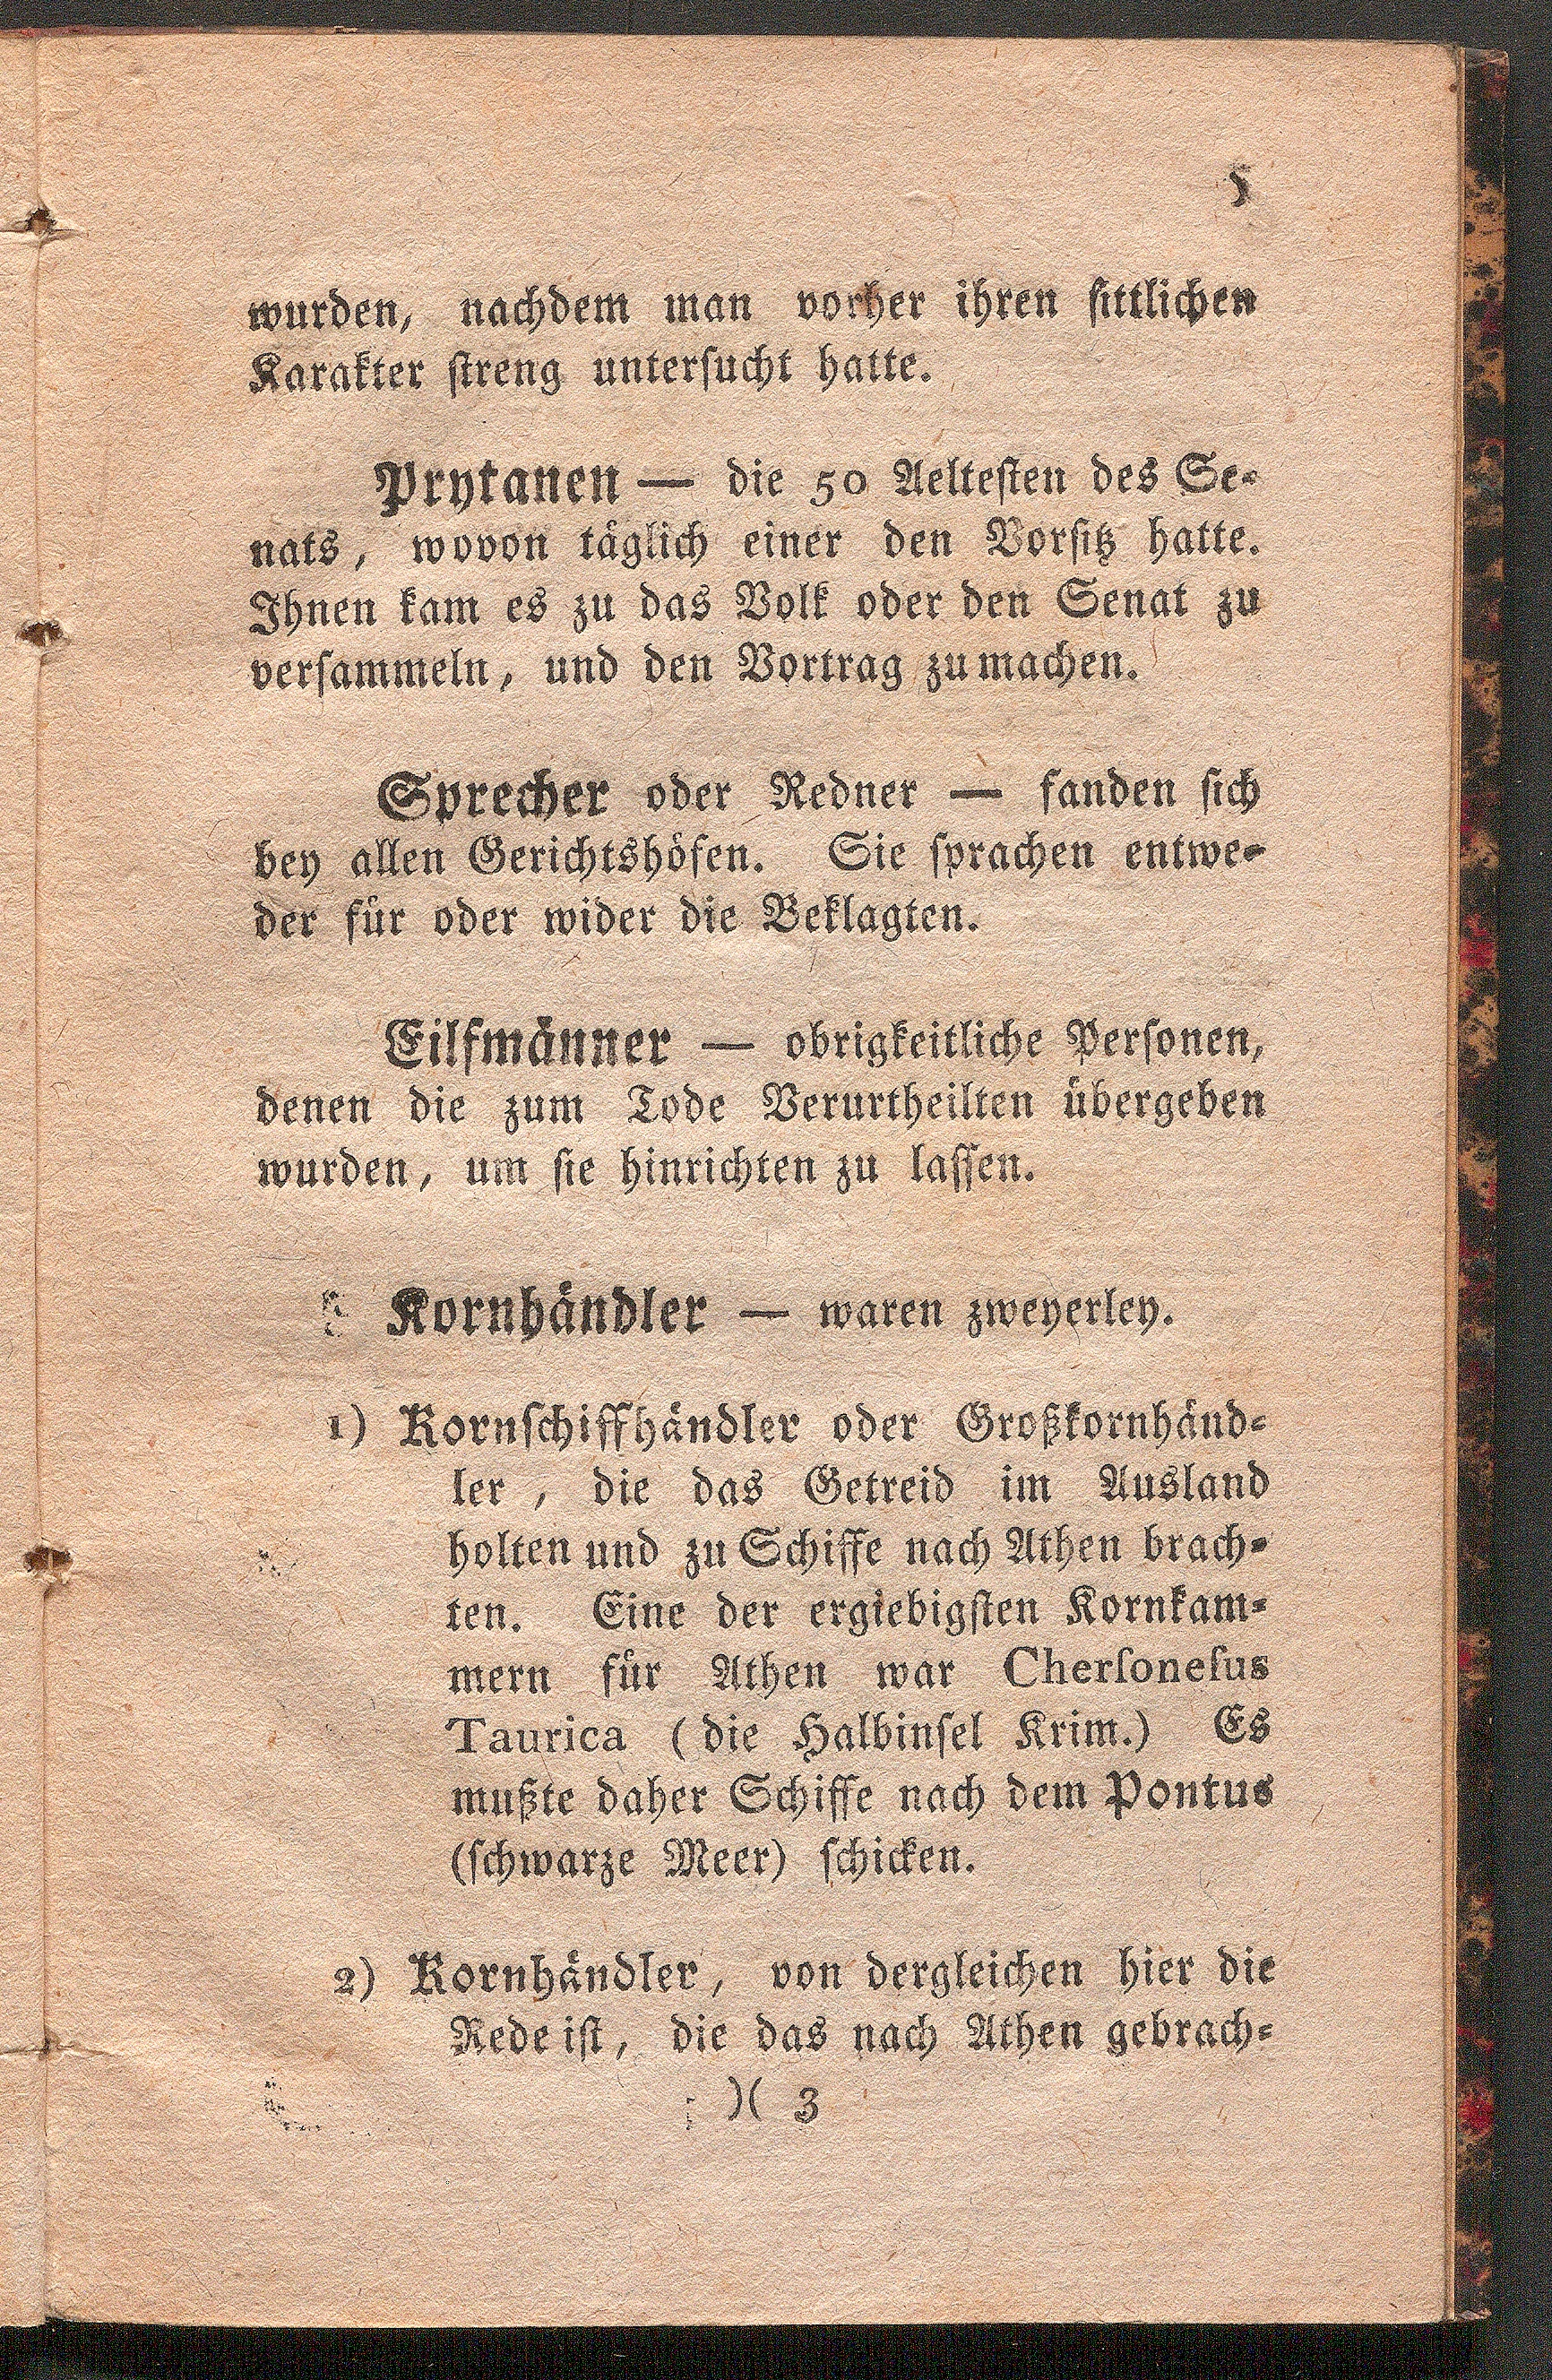 wurden, nachdem man vorher ihren ſittlichen
Karakter ſtreng unterſucht hatte.
Prytanen — die 50 Aelteſten des Se⸗
nats, wovon täglich einer den Vorſitz hatte.
Ihnen kam es zu das Volk oder den Senat zu
verſammeln, und den Vortrag zu machen.
Sprecher oder Redner — fanden ſich
bey allen Gerichtshöfen. Sie ſprachen entwe⸗
der für oder wider die Beklagten.
Eilfmänner — obrigkeitliche Perſonen,
denen die zum Tode Verurtheilten übergeben
wurden, um ſie hinrichten zu laſſen.
Kornhändler — waren zweyerley.
1) Kornſchiffhändler oder Großkornhänd⸗
ler, die das Getreid im Ausland
holten und zu Schiffe nach Athen brach⸗
ten. Eine der ergiebigſten Kornkam⸗
mern für Athen war Cherſoneſus
Taurica (die Halbinſel Krim.) Es
mußte daher Schiffe nach dem Pontus
(ſchwarze Meer) ſchicken.
2) Kornhändler, von dergleichen hier die
Rede iſt, die das nach Athen gebrach⸗
)( 3